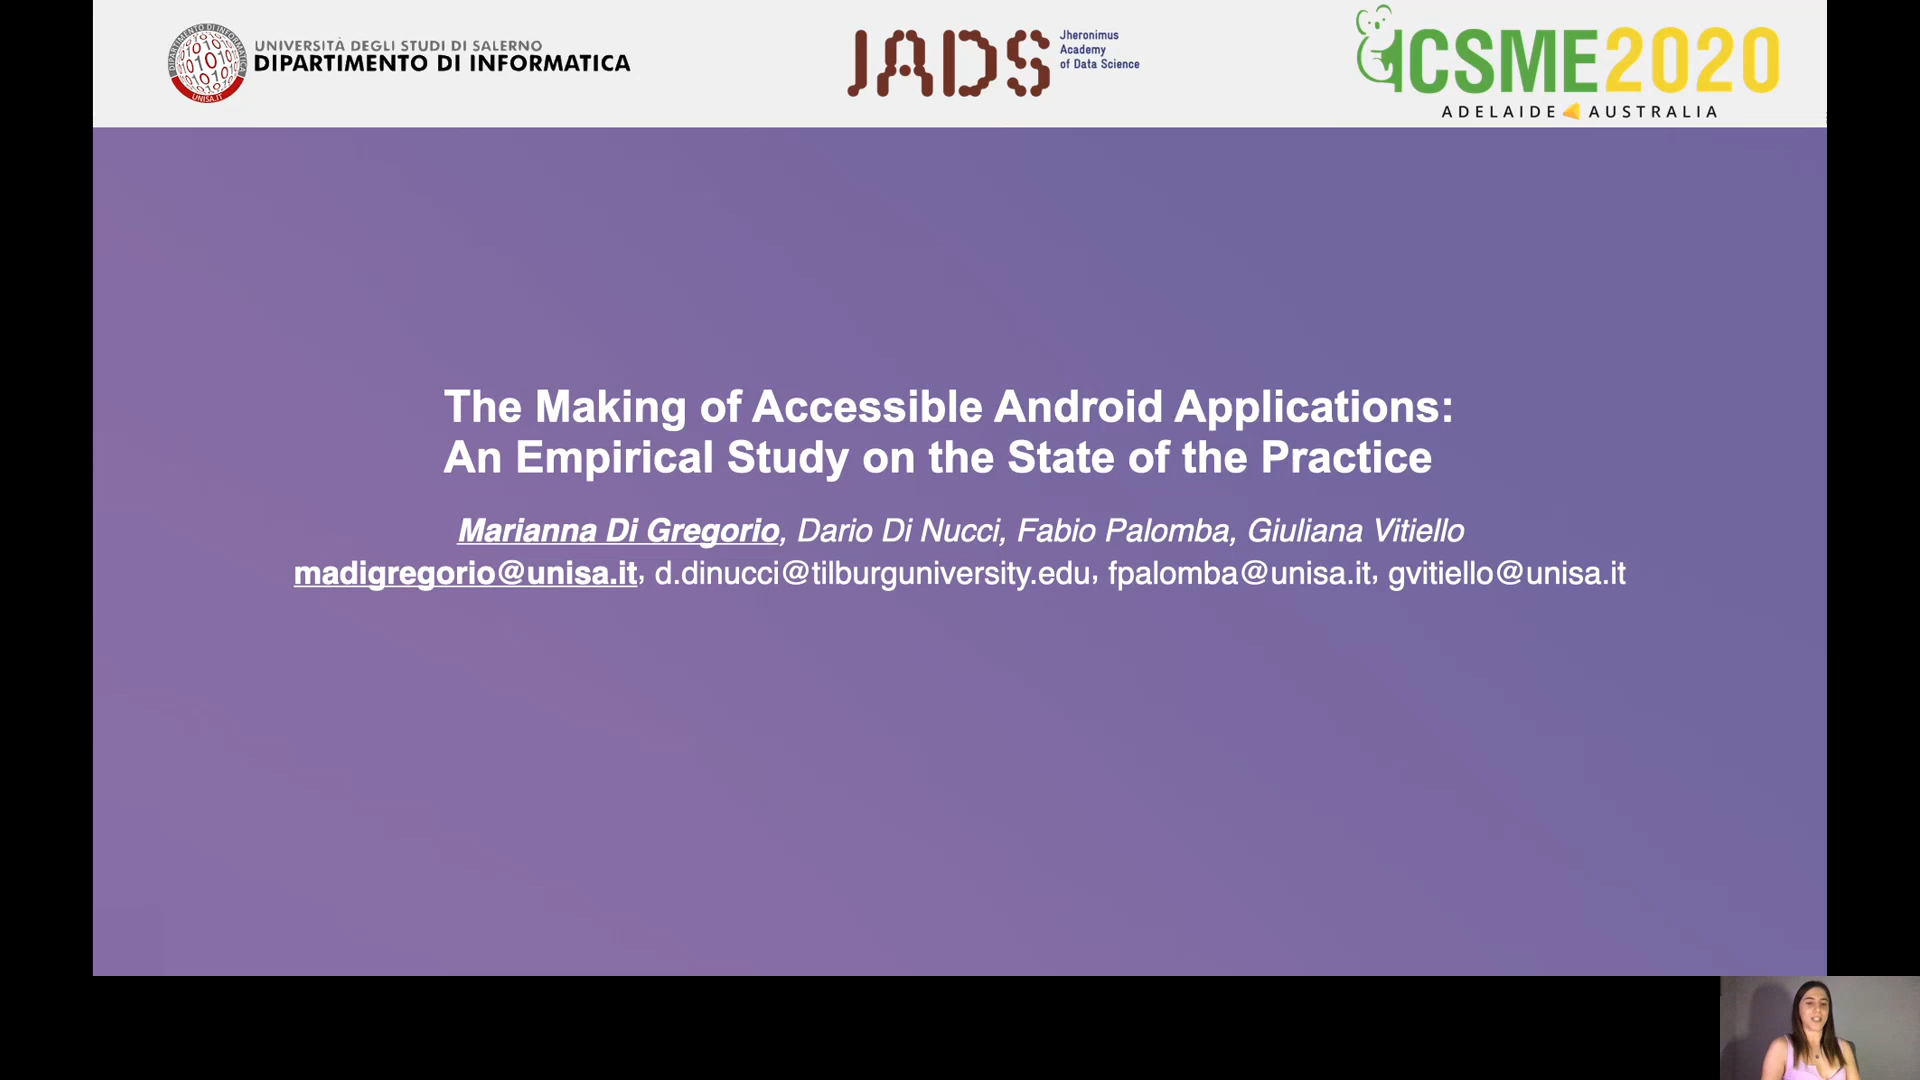 UNIVERSITÀ DEGLI STUDI DI SALERNO
DIPARTIMENTO DI INFORMATICA
UNISA.IT
JADS
Jheronimus
Academy
of Data Science
ICSME2020
ADELAIDE AUSTRALIA
The Making of Accessible Android Applications:
An Empirical Study on the State of the Practice
Marianna Di Gregorio, Dario Di Nucci, Fabio Palomba, Giuliana Vitiello
madigregorio@unisa.it, d.dinucci@tilburguniversity.edu, fpalomba@unisa.it, gvitiello@unisa.it